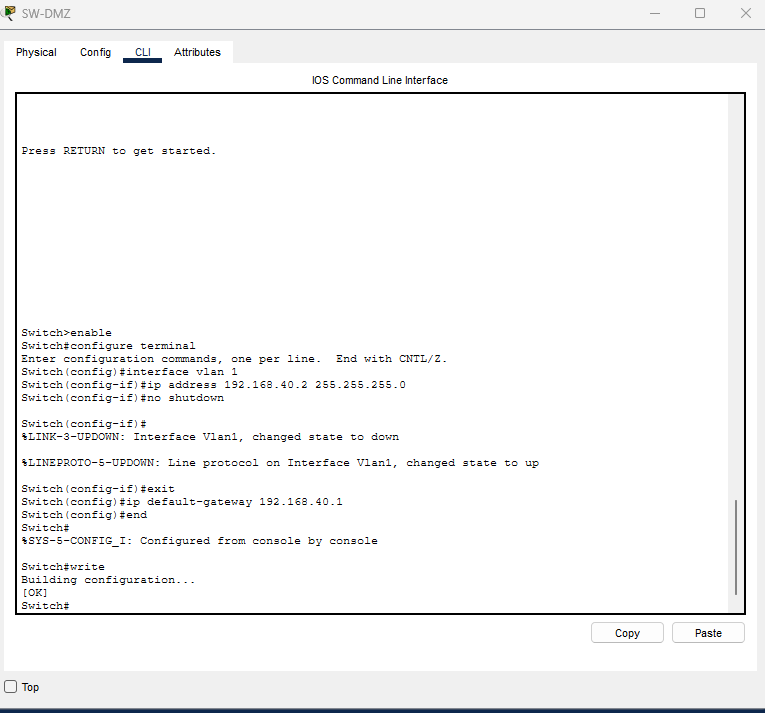 SW-DMZ
Physical Config CLI Attributes
IOS Command Line Interface
Press RETURN to get started.
Switch>enable
Switch#configure terminal
Enter configuration commands, one per line.  End with CNTL/Z.
Switch(config)#interface vlan 1
Switch(config-if)#ip address 192.168.40.2 255.255.255.0
Switch(config-if)#no shutdown
Switch(config-if)#
%LINK-3-UPDOWN: Interface Vlan1, changed state to down
%LINEPROTO-5-UPDOWN: Line protocol on Interface Vlan1, changed state to up
Switch(config-if)#exit
Switch(config)#ip default-gateway 192.168.40.1
Switch(config)#end
Switch#
%SYS-5-CONFIG_I: Configured from console by console
Switch#write
Building configuration...
[OK]
Switch#
Copy Paste
Top